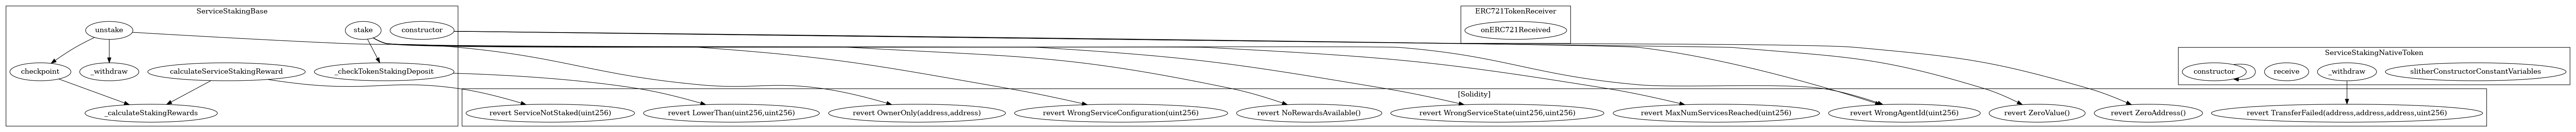 ServiceStakingBase
ERC721TokenReceiver
unstake
stake
constructor
onERC721Received
ServiceStakingNativeToken
checkpoint
_withdraw
calculateServiceStakingReward
_checkTokenStakingDeposit
constructor
receive
_withdraw
slitherConstructorConstantVariables
[Solidity]
_calculateStakingRewards
revert ServiceNotStaked(uint256)
revert LowerThan(uint256,uint256)
revert OwnerOnly(address,address)
revert WrongServiceConfiguration(uint256)
revert NoRewardsAvailable()
revert WrongServiceState(uint256,uint256)
revert MaxNumServicesReached(uint256)
revert WrongAgentId(uint256)
revert ZeroValue()
revert ZeroAddress()
revert TransferFailed(address,address,address,uint256)